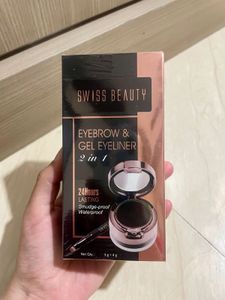 SWISS BEAUTY
EYEBROW &
GEL EYELINER
2 in 1
24Hours
LASTING
Smudge-proof
Waterproof